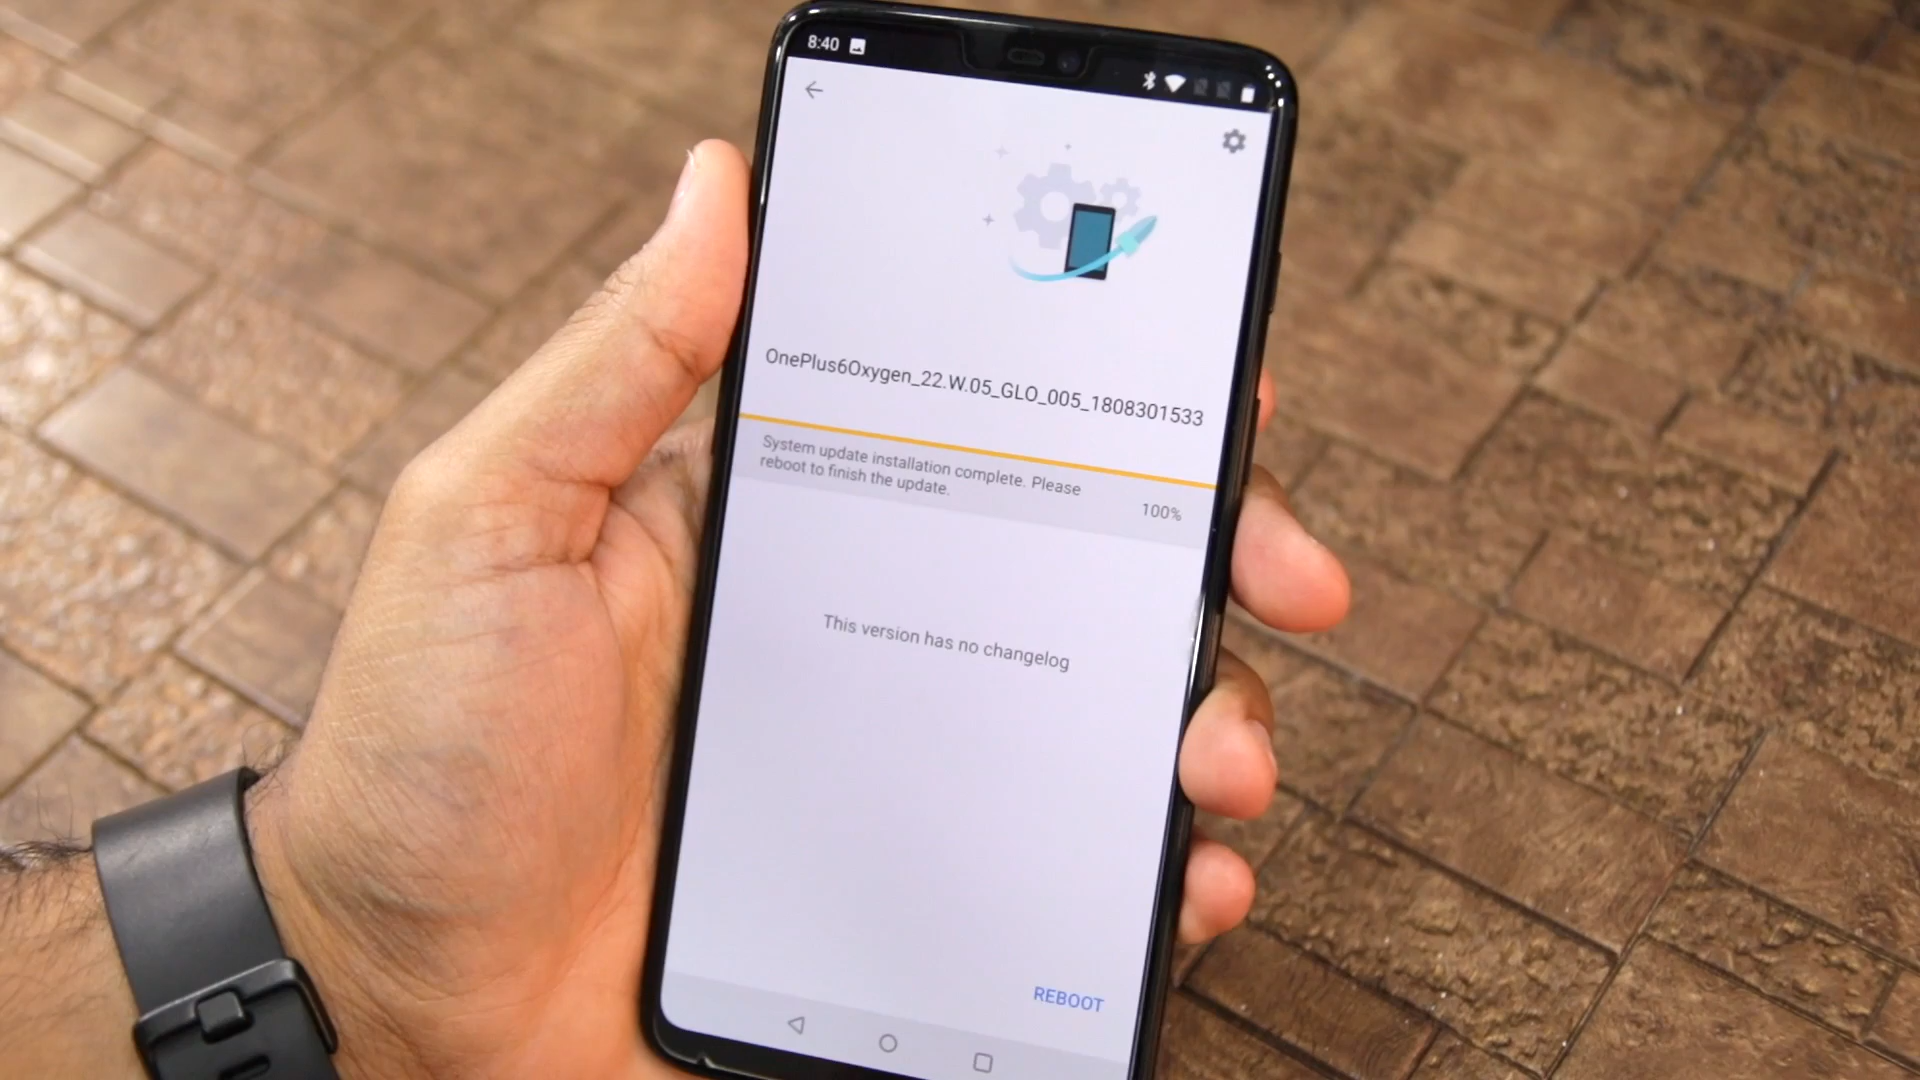 8:40
OnePlus6Oxygen_22.W.05_GLO_005_1808301533
System update installation complete. Please
reboot to finish the update.
100%
This version has no changelog
REBOOT